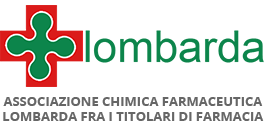 lombarda
ASSOCIAZIONE CHIMICA FARMACEUTICA
LOMBARDA FRA I TITOLARI DI FARMACIA